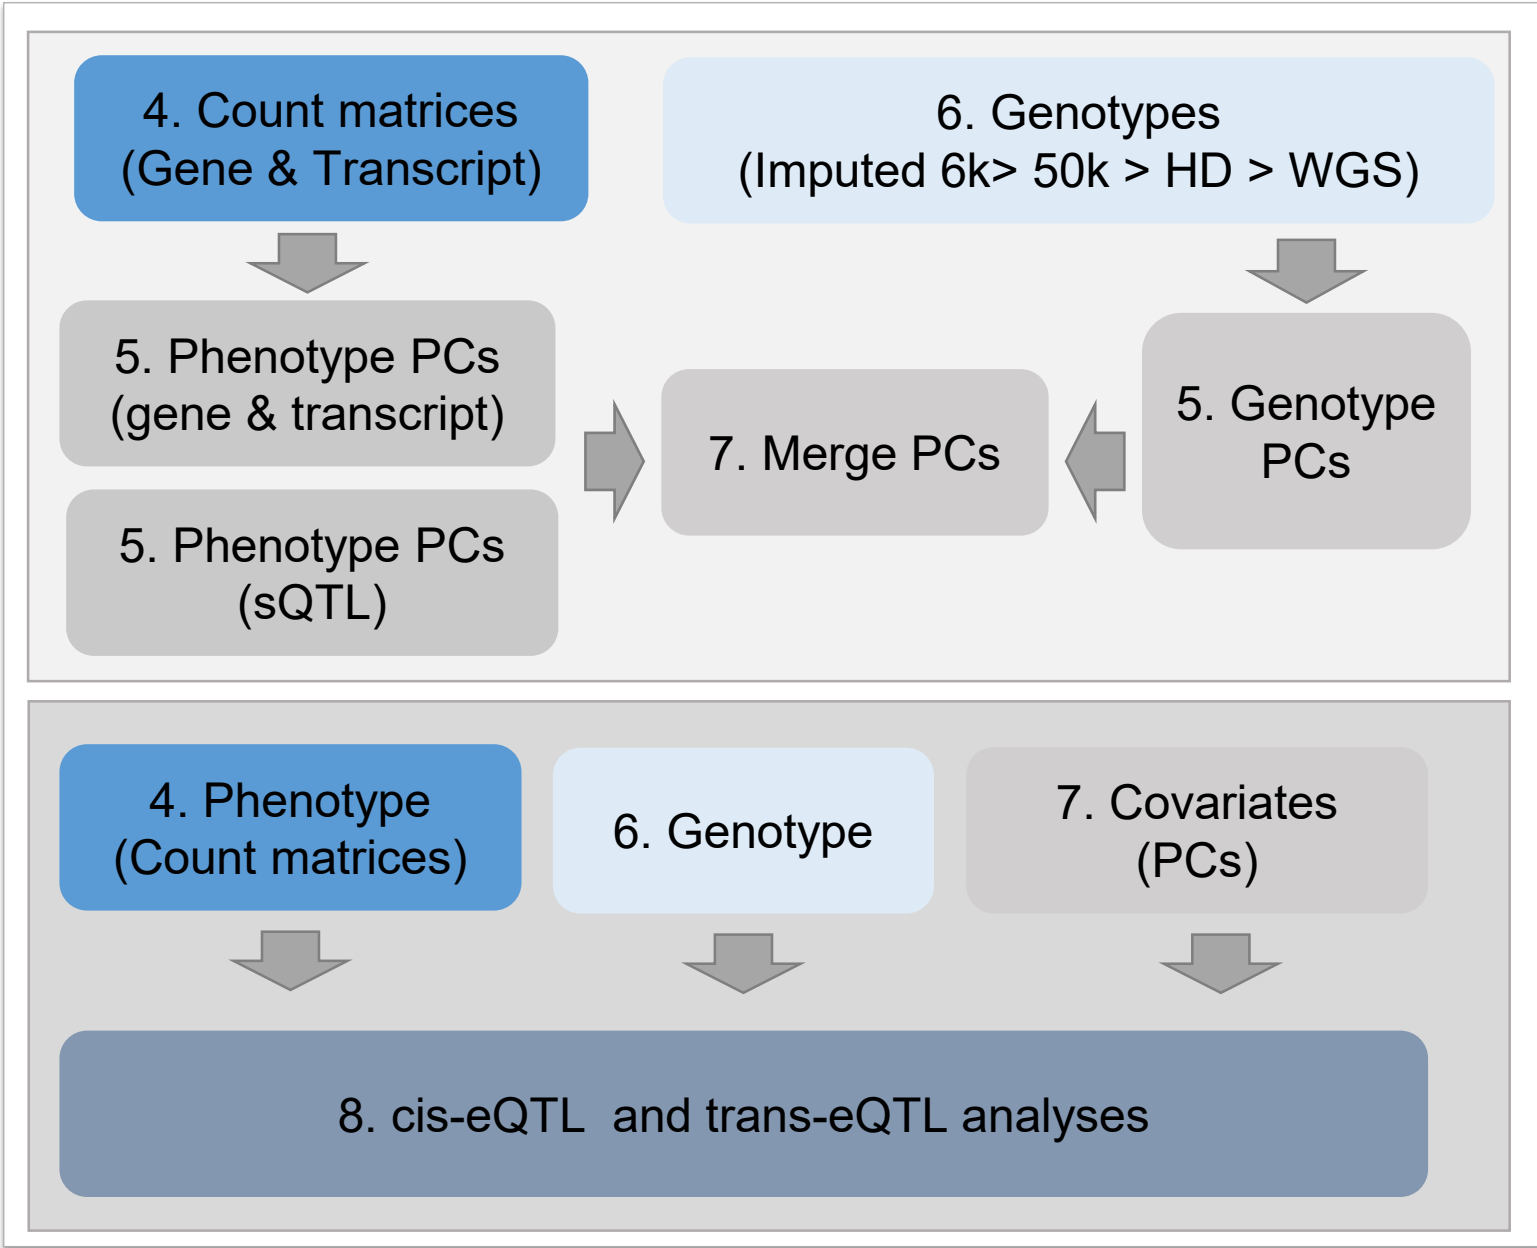 4. Count matrices
(Gene & Transcript)
6. Genotypes
(Imputed 6k> 50k > HD > WGS)
5. Phenotype PCs
(gene & transcript)
5. Phenotype PCs
(sQTL)
7. Merge PCs
5. Genotype
PCs
4. Phenotype
(Count matrices)
6. Genotype
7. Covariates
(PCs)
8. cis-eQTL  and trans-eQTL analyses